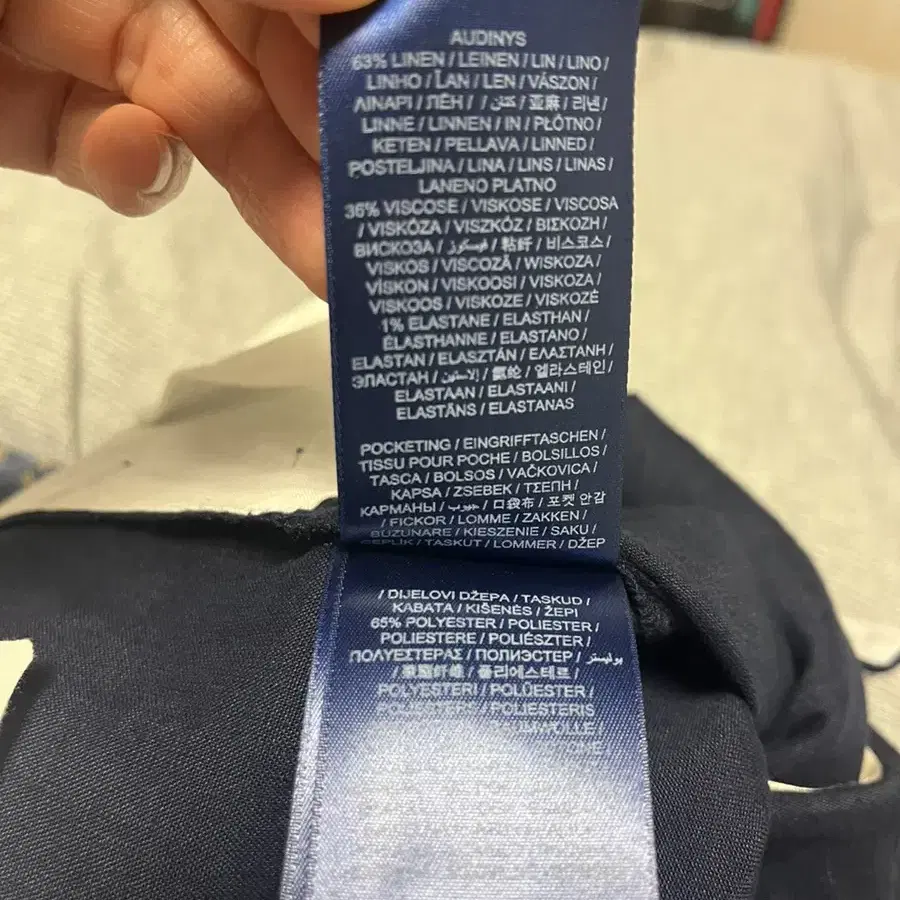 AUDINYS
63% LINEN / LEINEN / LIN / LINO /
LINHO / ĽAN / LEN / VÁSZON /
ΛΙΝΑΡΙ / ЛЁН / / كتان / 亚麻 / 리넨 /
LINNE / LINNEN / IN / PŁÓTNO /
KETEN / PELLAVA / LINNED /
POSTELJINA / LINA / LINS / LINAS /
LANENO PLATNO
36% VISCOSE / VISKOSE / VISCOSA
/ VISKÓZA / VISZKÓZ / ΒΙΣΚΟΖΗ /
ВИСКОЗА / فيسكوز / 粘纤 / 비스코스 /
VISKOS / VISCOZĂ / WISKOZA /
VÍSKON / VISKOOSI / VISKOZA /
VISKOOS / VISKOZE / VISKOZĖ
1% ELASTANE / ELASTHAN /
ÉLASTHANNE / ELASTANO /
ELASTAN / ELASZTÁN / ΕΛΑΣΤΑΝΗ /
ЭЛАСТАН / الاستون / 氨纶 / 엘라스테인 /
ELASTAAN / ELASTAANI /
ELASTĀNS / ELASTANAS
POCKETING / EINGRIFFTASCHEN /
TISSU POUR POCHE / BOLSILLOS /
TASCA / BOLSOS / VAČKOVICA /
KAPSA / ZSEBEK / ΤΣΕΠΗ /
КАРМАНЫ / جيوب / 口袋布 / 포켓 안감
/ FICKOR / LOMME / ZAKKEN /
BUZUNARE / KIESZENIE / SAKU /
CEPLIK / TASKUT / LOMMER / DŽEP
/ DIJELOVI DŽEPA / TASKUD /
KABATA / KIŠENĖS / ŽEPI
65% POLYESTER / POLIESTER /
POLIESTERE / POLIÉSZTER /
ΠΟΛΥΕΣΤΕΡΑΣ / ПОЛИЭСТЕР / بوليستر
/ 聚酯纤维 / 폴리에스테르 /
POLYESTERI / POLÜESTER /
POLIESTERS / POLIESTERIS